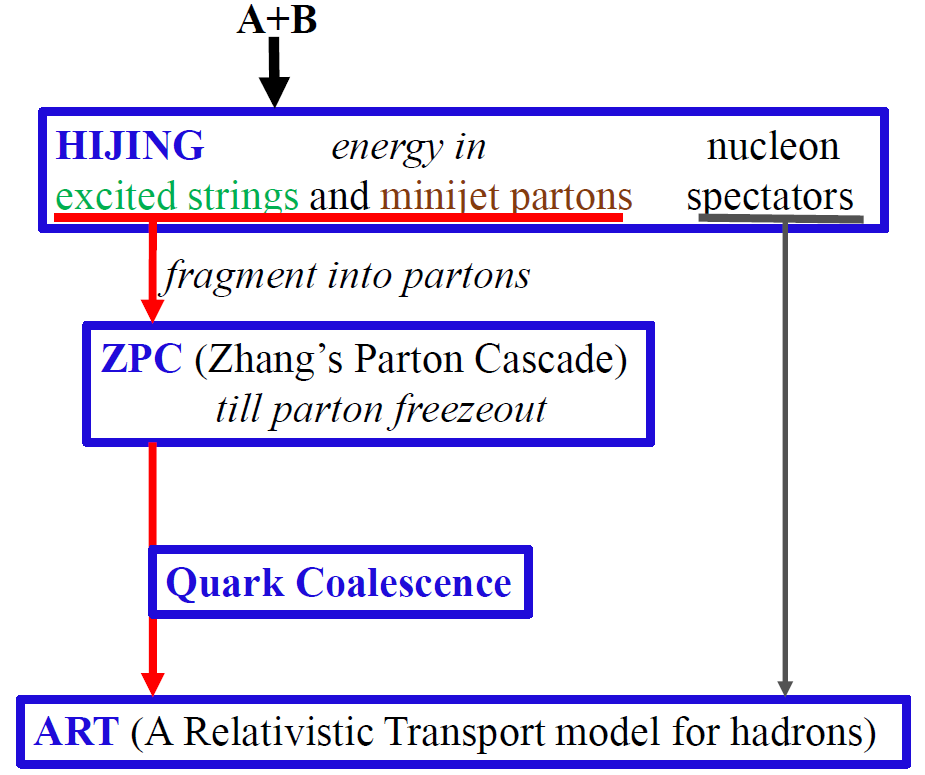 A+B
HIJING energy in nucleon
excited strings and minijet partons spectators
fragment into partons
ZPC (Zhang's Parton Cascade)
till parton freezeout
Quark Coalescence
ART (A Relativistic Transport model for hadrons)